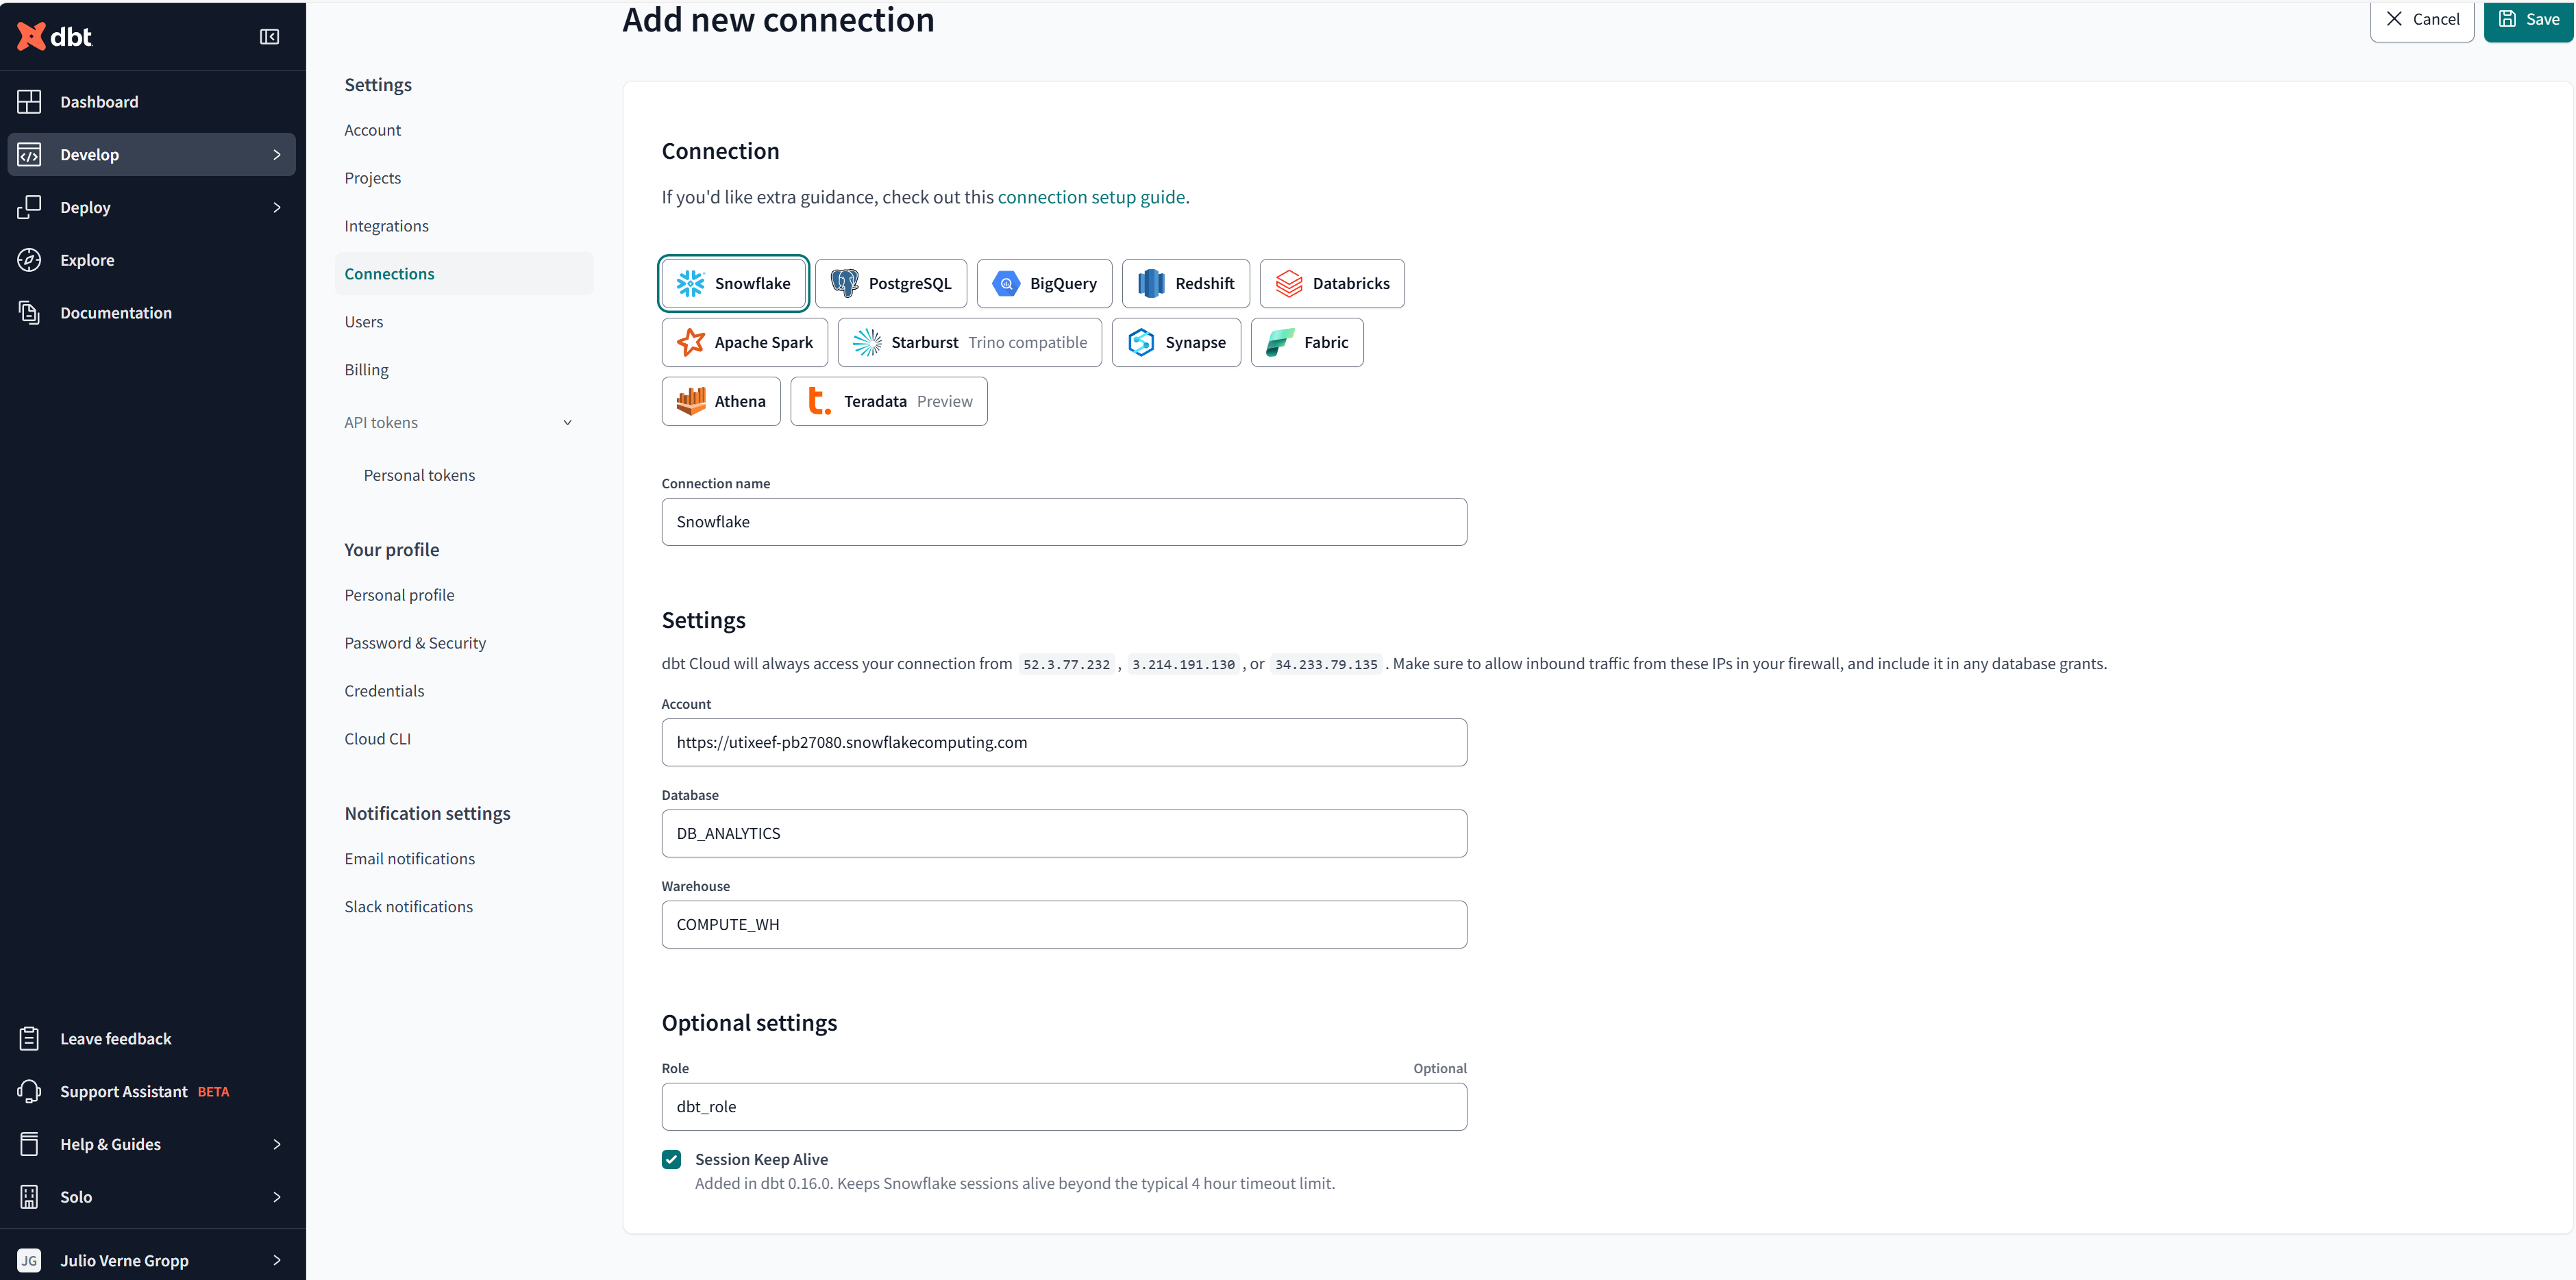 dbt
Dashboard
Develop
Deploy
Explore
Documentation
Leave feedback
Support Assistant BETA
Help & Guides
Solo
JG Julio Verne Gropp
Settings
Account
Projects
Integrations
Connections
Users
Billing
API tokens
Personal tokens
Your profile
Personal profile
Password & Security
Credentials
Cloud CLI
Notification settings
Email notifications
Slack notifications
Add new connection
Cancel
Save
Connection
If you'd like extra guidance, check out this connection setup guide.
Snowflake PostgreSQL BigQuery Redshift Databricks
Apache Spark Starburst Trino compatible Synapse Fabric
Athena Teradata Preview
Connection name
Snowflake
Settings
dbt Cloud will always access your connection from 52.3.77.232 , 3.214.191.130 , or 34.233.79.135 . Make sure to allow inbound traffic from these IPs in your firewall, and include it in any database grants.
Account
https://utixeef-pb27080.snowflakecomputing.com
Database
DB_ANALYTICS
Warehouse
COMPUTE_WH
Optional settings
Role Optional
dbt_role
Session Keep Alive
Added in dbt 0.16.0. Keeps Snowflake sessions alive beyond the typical 4 hour timeout limit.